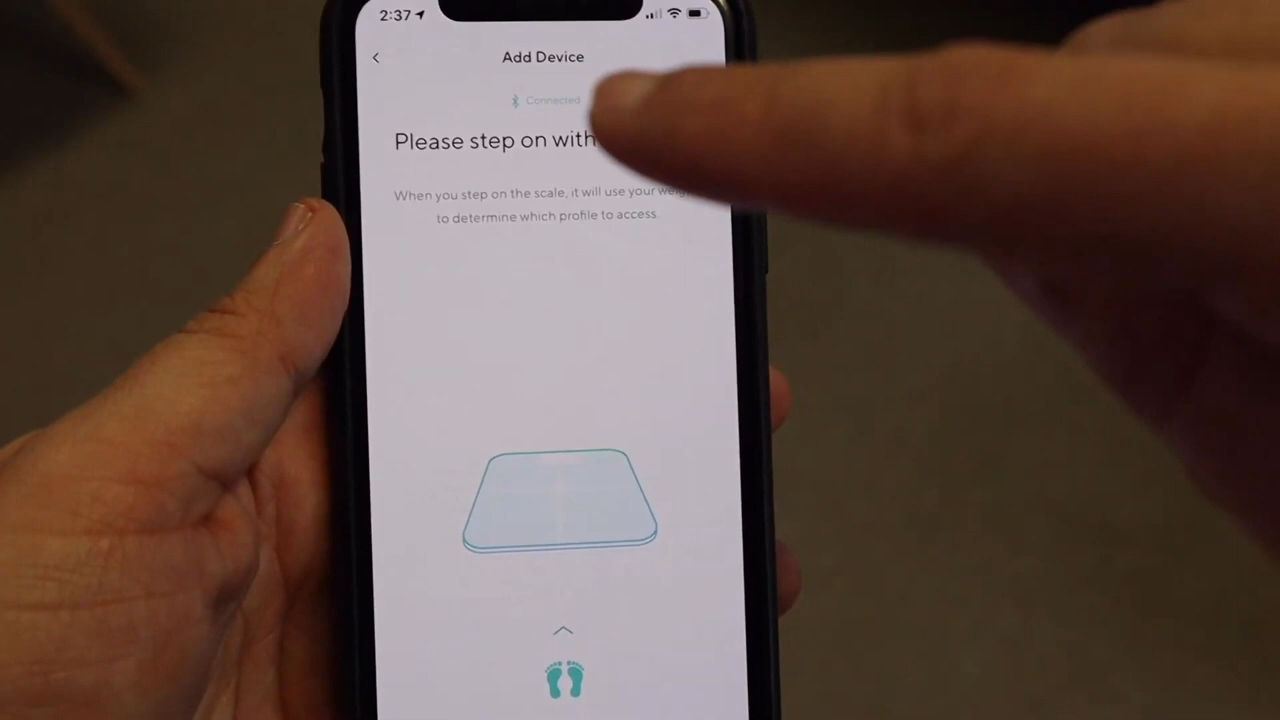 2:37
Add Device
Connected
Please step on with
When you step on the scale, it will use your
to determine which profile to access.